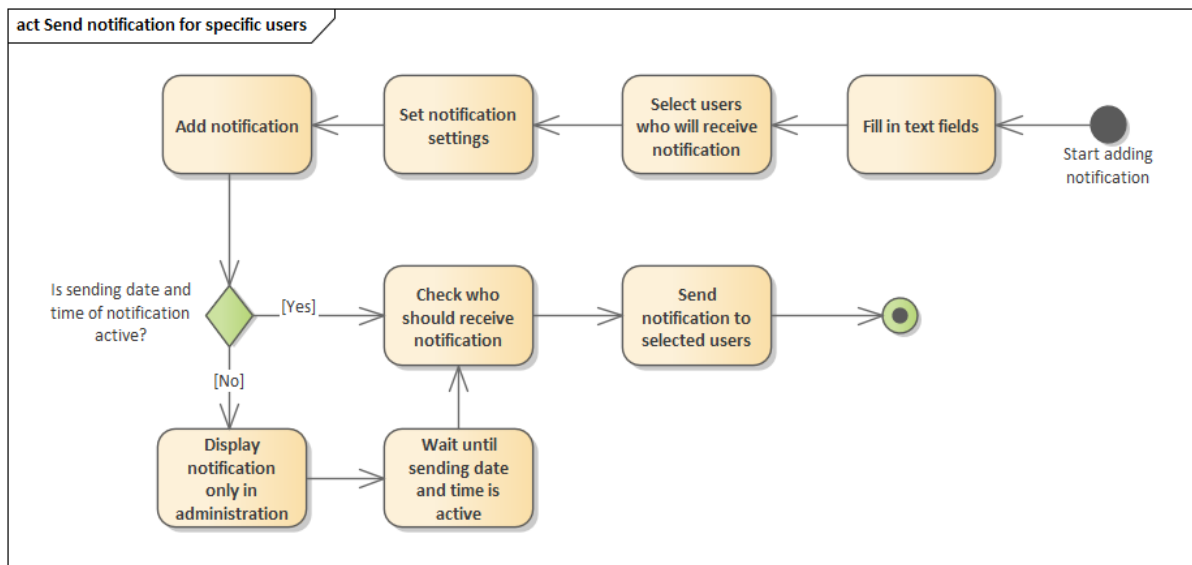 act Send notification for specific users
Add notification
Set notification
settings
Select users
who will receive
notification
Fill in text fields
Start adding
notification
Is sending date and
time of notification
active?
[Yes]
Check who
should receive
notification
Send
notification to
selected users
[No]
Display
notification
only in
administration
Wait until
sending date
and time is
active